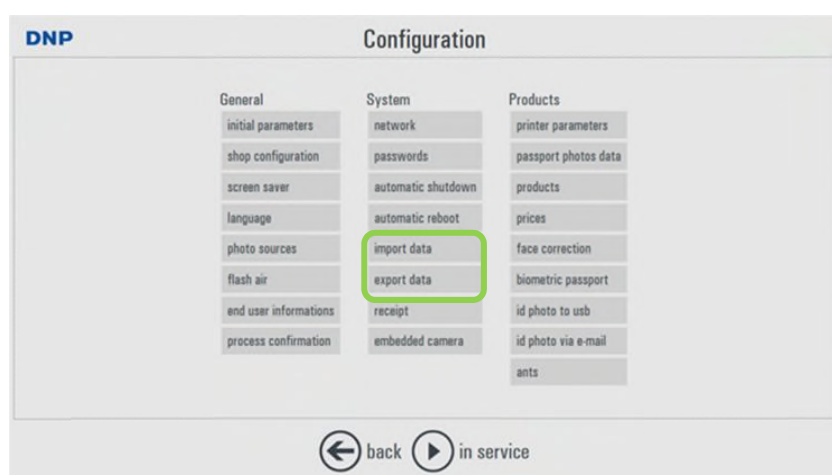 DNP
Configuration
General
initial parameters
shop configuration
screen saver
language
photo sources
flash air
end user informations
process confirmation
System
network
passwords
automatic shutdown
automatic reboot
import data
export data
receipt
embedded camera
Products
printer parameters
passport photos data
products
prices
face correction
biometric passport
id photo to usb
id photo via e-mail
ants
back
in service